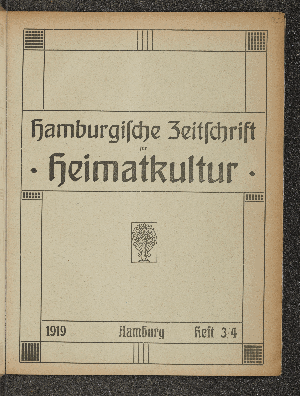 Hamburgische Zeitschrift
für
· Heimatkultur ·
1919 Hamburg Heft 3/4